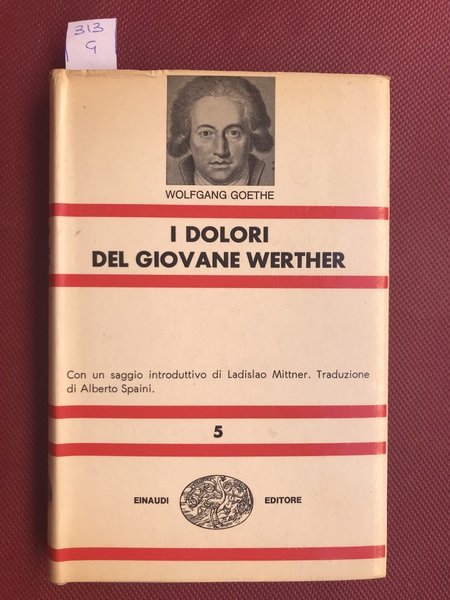 313
G
WOLFGANG GOETHE
I DOLORI
DEL GIOVANE WERTHER
Con un saggio introduttivo di Ladislao Mittner. Traduzione
di Alberto Spaini.
5
EINAUDI EDITORE